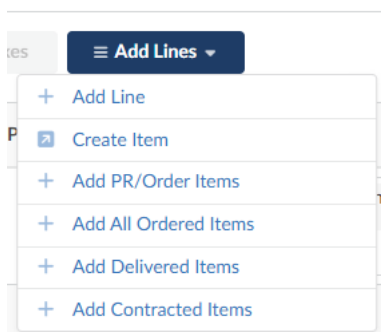 Add Lines
Add Line
P
Create Item
Add PR/Order Items
Add All Ordered Items
Add Delivered Items
Add Contracted Items